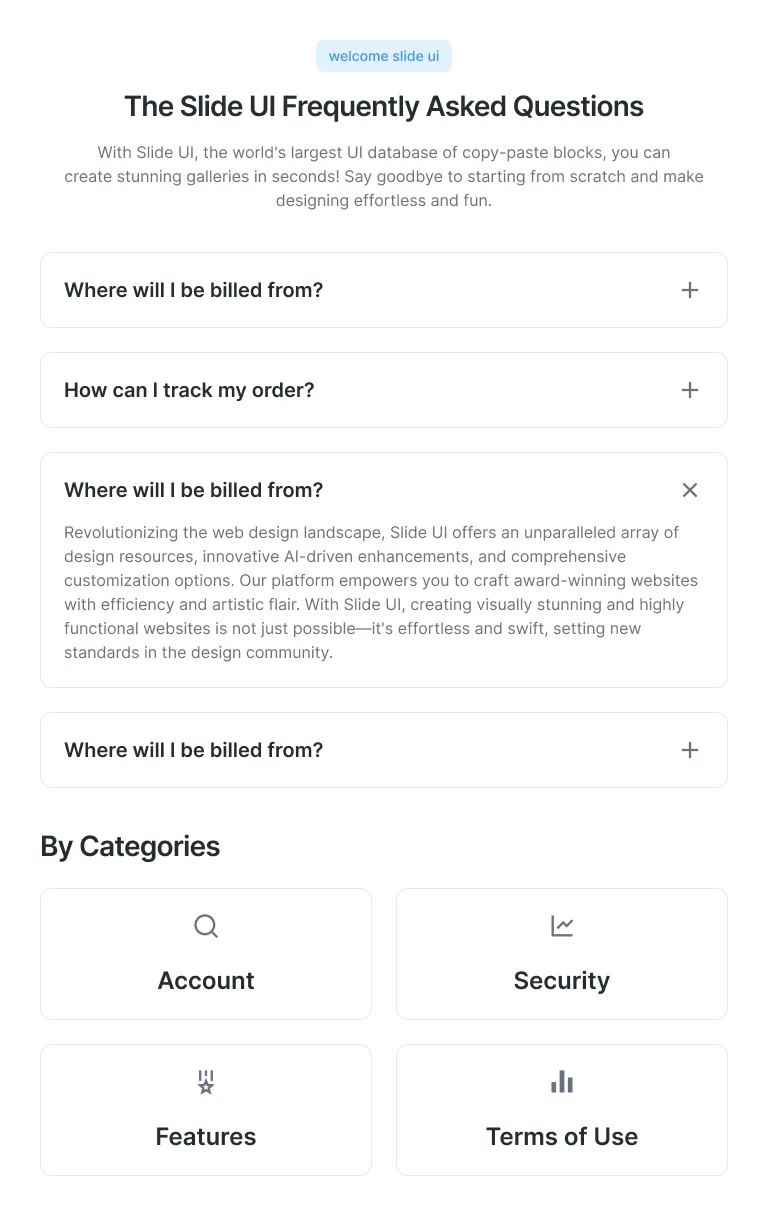 welcome slide ui
The Slide UI Frequently Asked Questions
With Slide UI, the world's largest UI database of copy-paste blocks, you can
create stunning galleries in seconds! Say goodbye to starting from scratch and make
designing effortless and fun.
Where will I be billed from?
How can I track my order?
Where will I be billed from?
Revolutionizing the web design landscape, Slide UI offers an unparalleled array of
design resources, innovative AI-driven enhancements, and comprehensive
customization options. Our platform empowers you to craft award-winning websites
with efficiency and artistic flair. With Slide UI, creating visually stunning and highly
functional websites is not just possible—it's effortless and swift, setting new
standards in the design community.
Where will I be billed from?
By Categories
Account
Security
Features
Terms of Use